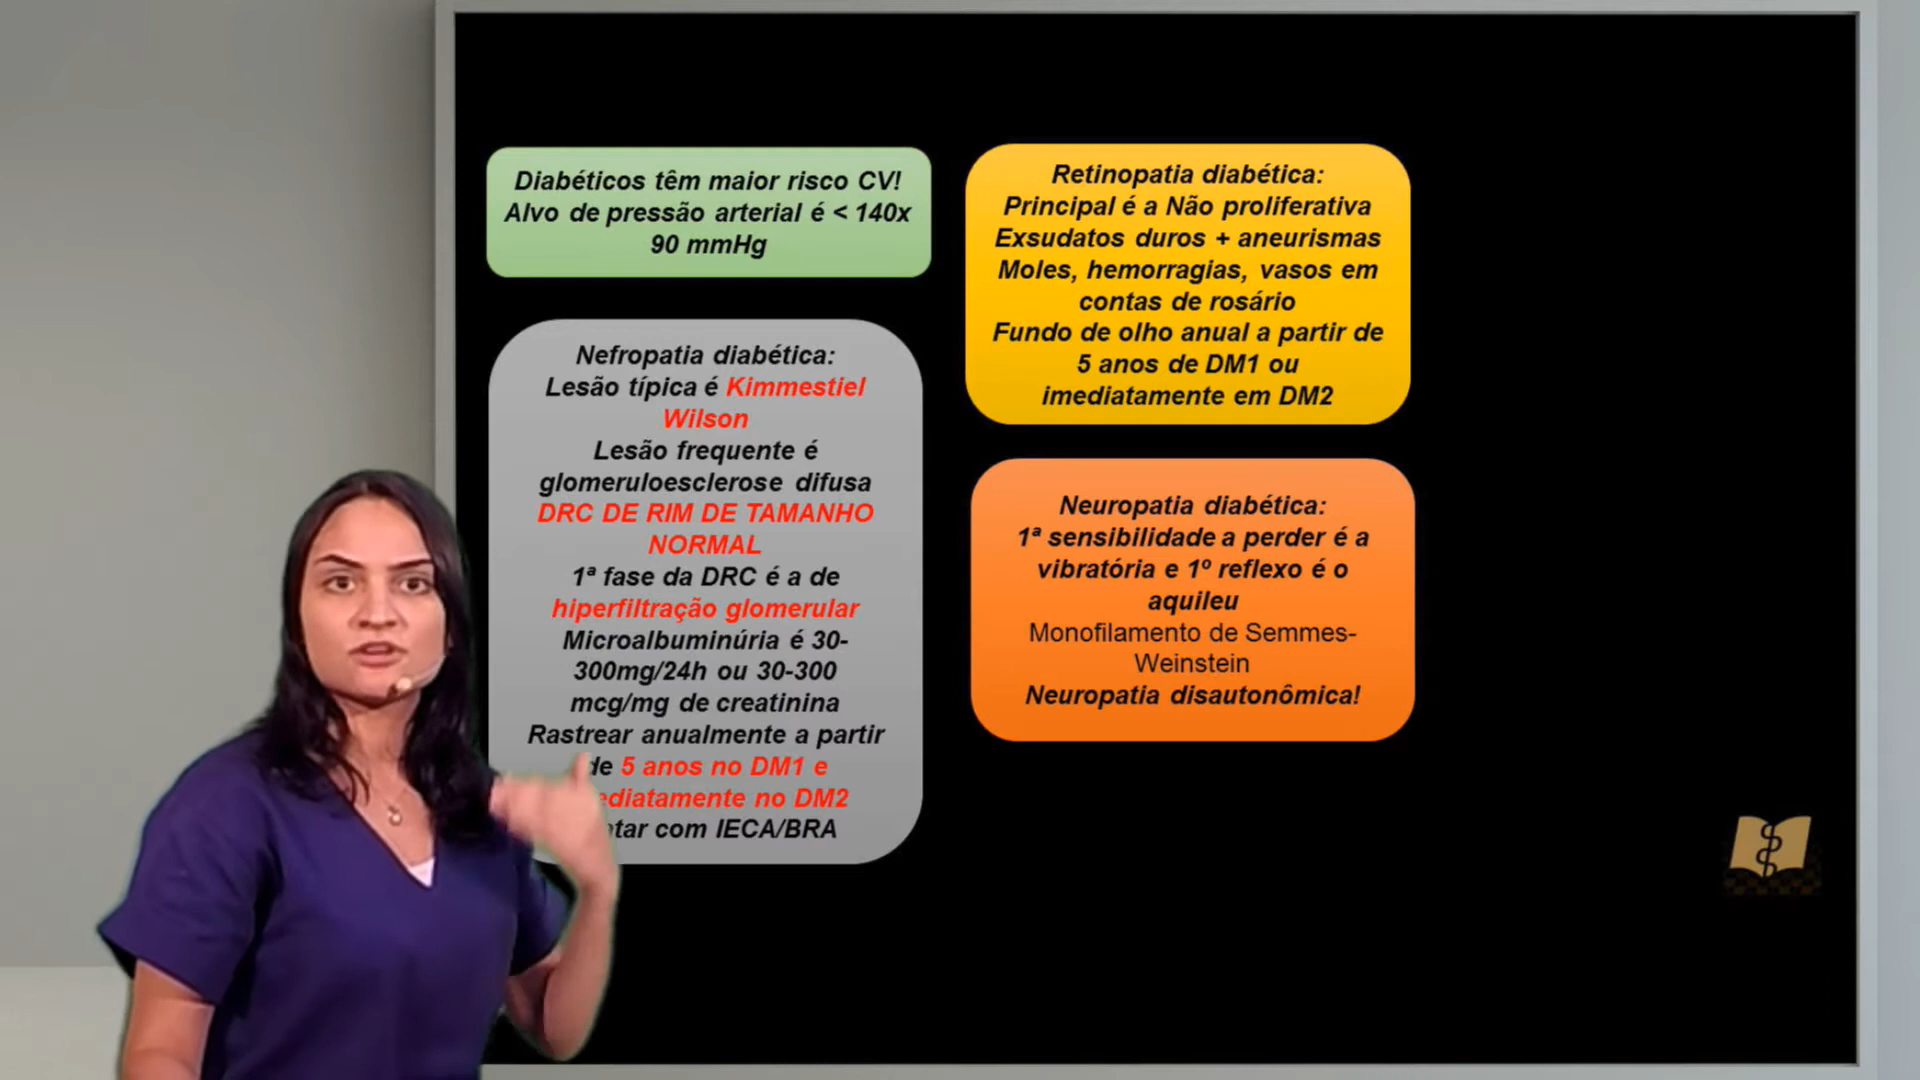 Diabéticos têm maior risco CV!
Alvo de pressão arterial é < 140x
90 mmHg
Nefropatia diabética:
Lesão típica é Kimmestiel
Wilson
Lesão frequente é
glomeruloesclerose difusa
DRC DE RIM DE TAMANHO
NORMAL
1ª fase da DRC é a de
hiperfiltração glomerular
Microalbuminúria é 30-
300mg/24h ou 30-300
mcg/mg de creatinina
Rastrear anualmente a partir
de 5 anos no DM1 e
no DM2
com IECA/BRA
Retinopatia diabética:
Principal é a Não proliferativa
Exsudatos duros + aneurismas
Moles, hemorragias, vasos em
contas de rosário
Fundo de olho anual a partir de
5 anos de DM1 ou
imediatamente em DM2
Neuropatia diabética:
1ª sensibilidade a perder é a
vibratória e 1º reflexo é o
aquileu
Monofilamento de Semmes-
Weinstein
Neuropatia disautonômica!